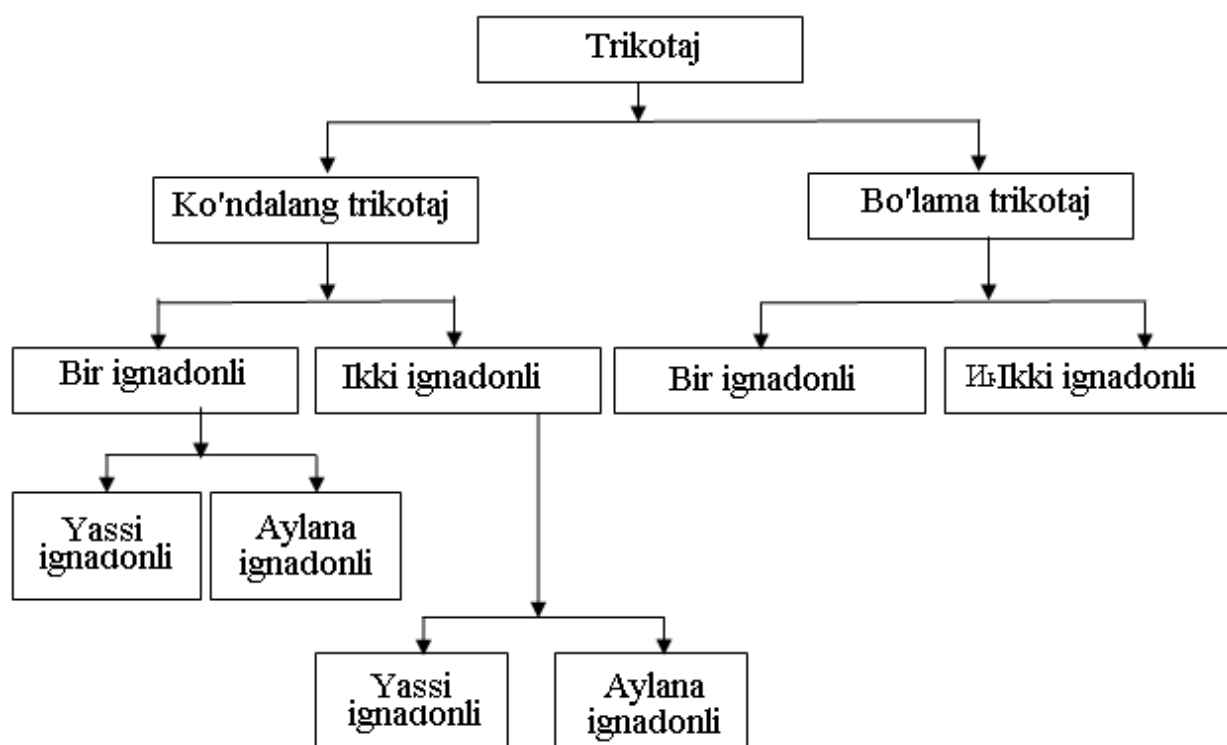 Trikotaj
Ko'ndalang trikotaj
Bo'lama trikotaj
Bir ignadonli
Ikki ignadonli
Bir ignadonli
Ikki ignadonli
Yassi
ignadonli
Aylana
ignadonli
Yassi
ignadonli
Aylana
ignadonli